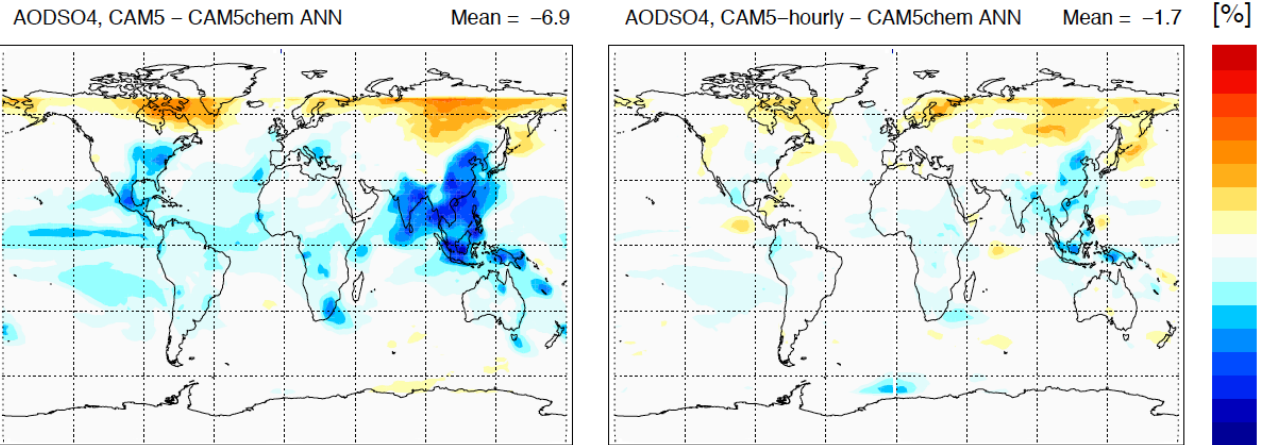 AODSO4, CAM5 − CAM5chem ANN Mean = −6.9
AODSO4, CAM5−hourly − CAM5chem ANN Mean = −1.7
[%]